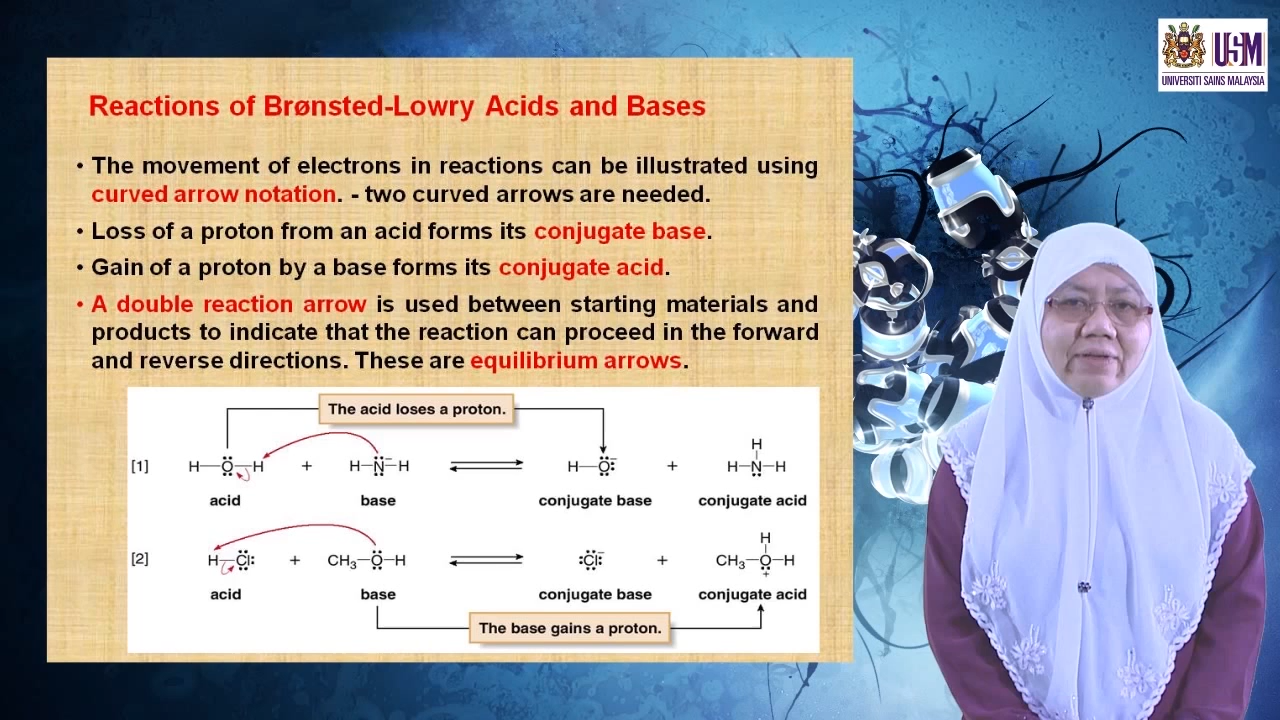 USM
UNIVERSITI SAINS MALAYSIA
Reactions of Brønsted-Lowry Acids and Bases
• The movement of electrons in reactions can be illustrated using
curved arrow notation. - two curved arrows are needed.
• Loss of a proton from an acid forms its conjugate base.
• Gain of a proton by a base forms its conjugate acid.
• A double reaction arrow is used between starting materials and
products to indicate that the reaction can proceed in the forward
and reverse directions. These are equilibrium arrows.
The acid loses a proton.
H
[1] H—O—H + H—N⁻—H ⇌ H—O⁻ + H—N—H
acid base conjugate base conjugate acid
H
[2] H—Cl + CH₃—O—H ⇌ Cl⁻ + CH₃—O—H
+
acid base conjugate base conjugate acid
The base gains a proton.